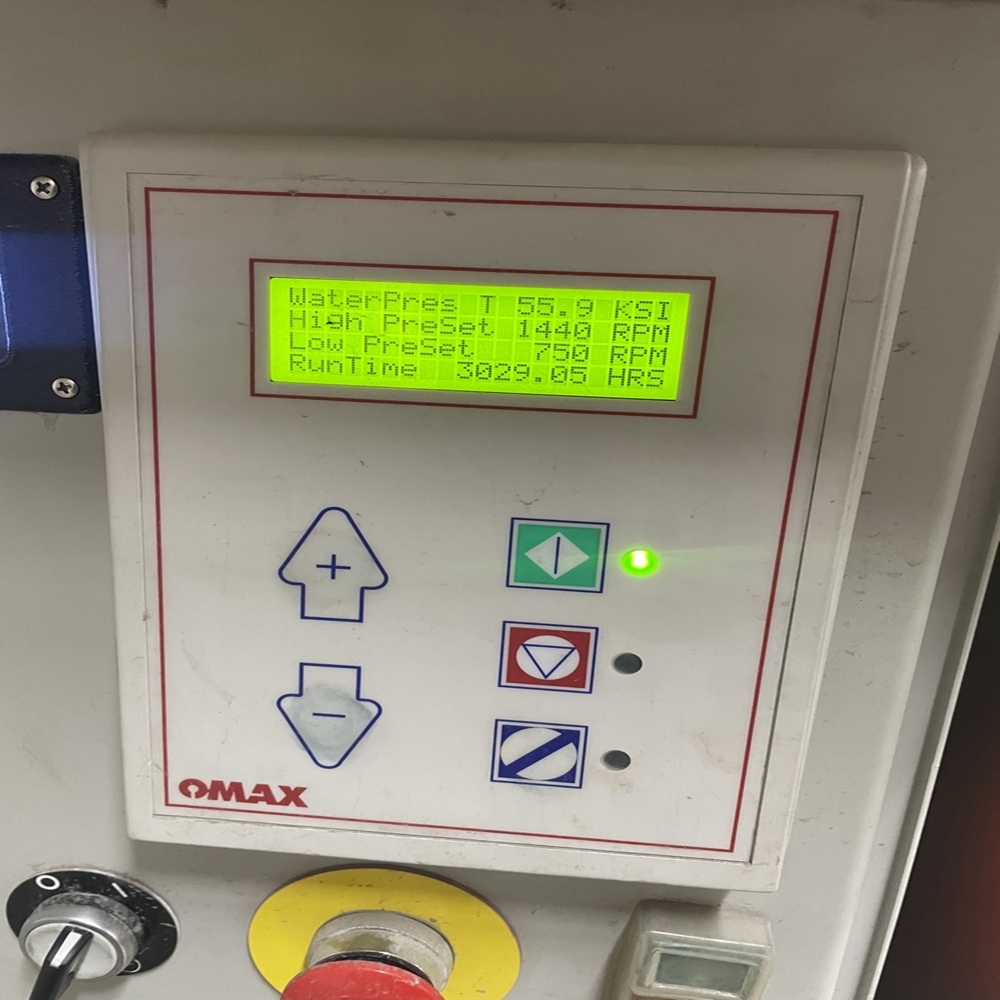 WaterPres T 55.9 KSI
High PreSet 1440 RPM
Low PreSet 750 RPM
RunTime 3029.05 HRS
+
−
OMAX